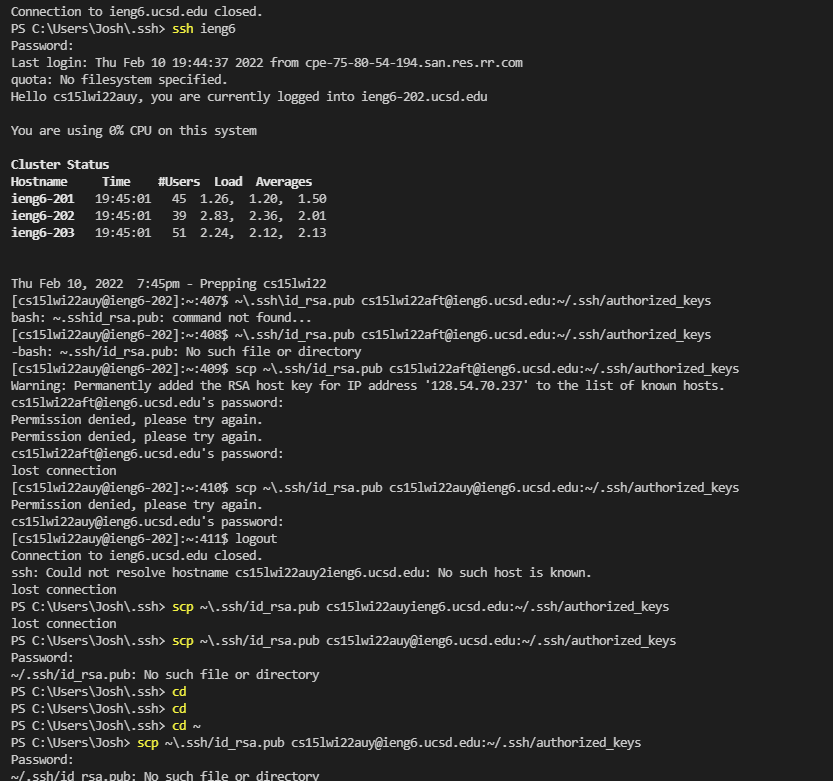 Connection to ieng6.ucsd.edu closed.
PS C:\Users\Josh\.ssh> ssh ieng6
Password:
Last login: Thu Feb 10 19:44:37 2022 from cpe-75-80-54-194.san.res.rr.com
quota: No filesystem specified.
Hello cs15lwi22auy, you are currently logged into ieng6-202.ucsd.edu
You are using 0% CPU on this system
Cluster Status
Hostname     Time    #Users  Load  Averages
ieng6-201   19:45:01   45  1.26,  1.20,  1.50
ieng6-202   19:45:01   39  2.83,  2.36,  2.01
ieng6-203   19:45:01   51  2.24,  2.12,  2.13
Thu Feb 10, 2022  7:45pm - Prepping cs15lwi22
[cs15lwi22auy@ieng6-202]:~:407$ ~\.ssh\id_rsa.pub cs15lwi22aft@ieng6.ucsd.edu:~/.ssh/authorized_keys
bash: ~.sshid_rsa.pub: command not found...
[cs15lwi22auy@ieng6-202]:~:408$ ~\.ssh/id_rsa.pub cs15lwi22aft@ieng6.ucsd.edu:~/.ssh/authorized_keys
-bash: ~.ssh/id_rsa.pub: No such file or directory
[cs15lwi22auy@ieng6-202]:~:409$ scp ~\.ssh/id_rsa.pub cs15lwi22aft@ieng6.ucsd.edu:~/.ssh/authorized_keys
Warning: Permanently added the RSA host key for IP address '128.54.70.237' to the list of known hosts.
cs15lwi22aft@ieng6.ucsd.edu's password:
Permission denied, please try again.
Permission denied, please try again.
cs15lwi22aft@ieng6.ucsd.edu's password:
lost connection
[cs15lwi22auy@ieng6-202]:~:410$ scp ~\.ssh/id_rsa.pub cs15lwi22auy@ieng6.ucsd.edu:~/.ssh/authorized_keys
Permission denied, please try again.
cs15lwi22auy@ieng6.ucsd.edu's password:
[cs15lwi22auy@ieng6-202]:~:411$ logout
Connection to ieng6.ucsd.edu closed.
ssh: Could not resolve hostname cs15lwi22auy2ieng6.ucsd.edu: No such host is known.
lost connection
PS C:\Users\Josh\.ssh> scp ~\.ssh/id_rsa.pub cs15lwi22auyieng6.ucsd.edu:~/.ssh/authorized_keys
lost connection
PS C:\Users\Josh\.ssh> scp ~\.ssh/id_rsa.pub cs15lwi22auy@ieng6.ucsd.edu:~/.ssh/authorized_keys
Password:
~/.ssh/id_rsa.pub: No such file or directory
PS C:\Users\Josh\.ssh> cd
PS C:\Users\Josh\.ssh> cd
PS C:\Users\Josh\.ssh> cd ~
PS C:\Users\Josh> scp ~\.ssh/id_rsa.pub cs15lwi22auy@ieng6.ucsd.edu:~/.ssh/authorized_keys
Password:
~/.ssh/id_rsa.pub: No such file or directory